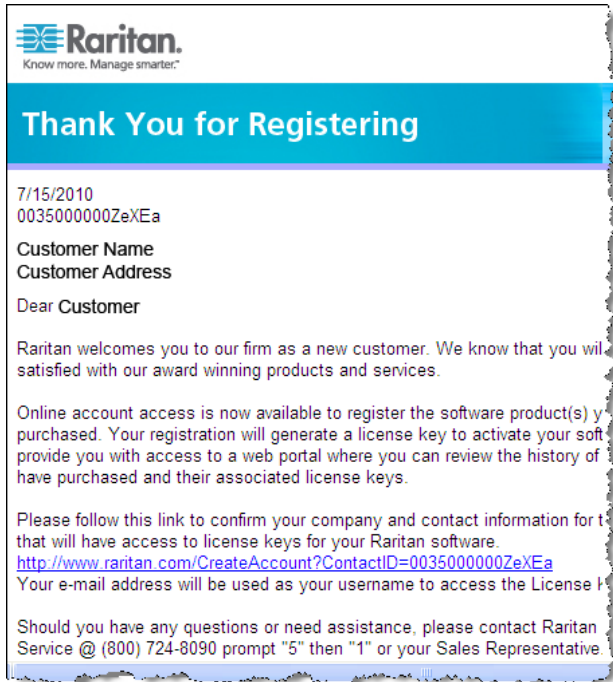 Raritan.
Know more. Manage smarter.™
Thank You for Registering
7/15/2010
0035000000ZeXEa
Customer Name
Customer Address
Dear Customer
Raritan welcomes you to our firm as a new customer. We know that you wil
satisfied with our award winning products and services.
Online account access is now available to register the software product(s) y
purchased. Your registration will generate a license key to activate your soft
provide you with access to a web portal where you can review the history of
have purchased and their associated license keys.
Please follow this link to confirm your company and contact information for t
that will have access to license keys for your Raritan software.
http://www.raritan.com/CreateAccount?ContactID=0035000000ZeXEa
Your e-mail address will be used as your username to access the License
Should you have any questions or need assistance, please contact Raritan
Service @ (800) 724-8090 prompt "5" then "1" or your Sales Representative.